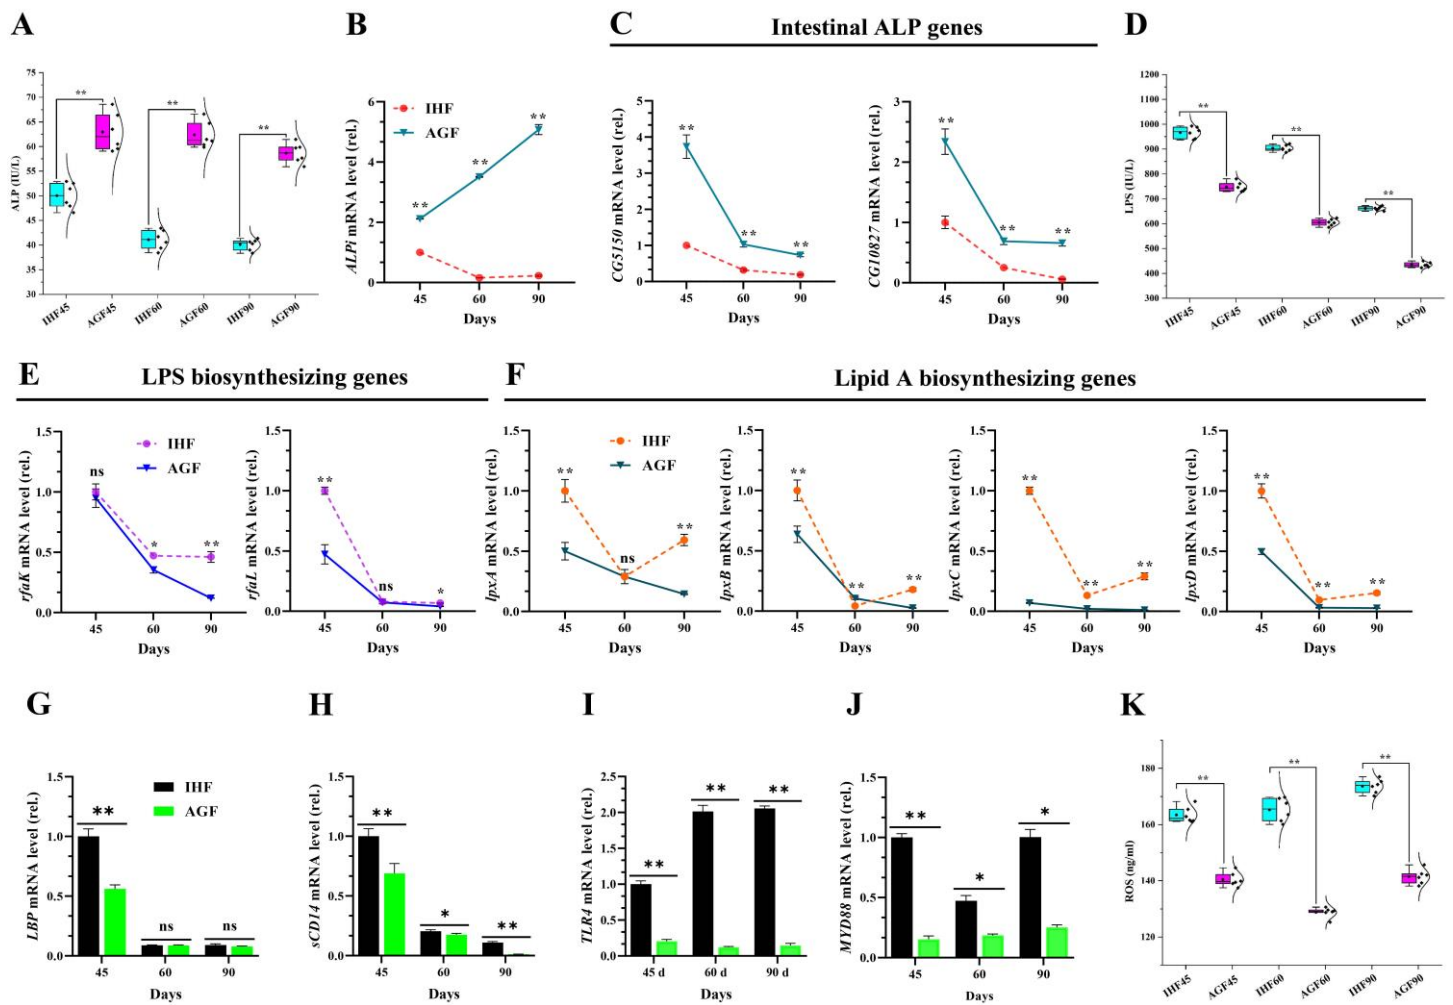 A
ALP (IU/L)
75
70
65
60
55
50
45
40
35
30
**
**
**
IHF45
AGF45
IHF60
AGF60
IHF90
AGF90
B
ALPi mRNA level (rel.)
6
4
2
0
IHF
AGF
**
**
**
45
60
90
Days
C
Intestinal ALP genes
CG5150 mRNA level (rel.)
5
4
3
2
1
0
**
**
**
45
60
90
Days
CG10827 mRNA level (rel.)
3
2
1
0
**
**
**
45
60
90
Days
D
LPS (IU/L)
1200
1100
1000
900
800
700
600
500
400
300
**
**
**
IHF45
AGF45
IHF60
AGF60
IHF90
AGF90
E
LPS biosynthesizing genes
rfaK mRNA level (rel.)
1.5
1.0
0.5
0.0
IHF
AGF
ns
*
**
45
60
90
Days
rfaL mRNA level (rel.)
1.5
1.0
0.5
0.0
**
ns
*
45
60
90
Days
F
Lipid A biosynthesizing genes
lpxA mRNA level (rel.)
1.5
1.0
0.5
0.0
IHF
AGF
**
ns
**
45
60
90
Days
lpxB mRNA level (rel.)
1.5
1.0
0.5
0.0
**
**
**
45
60
90
Days
lpxC mRNA level (rel.)
1.5
1.0
0.5
0.0
**
**
**
45
60
90
Days
lpxD mRNA level (rel.)
1.5
1.0
0.5
0.0
**
**
**
45
60
90
Days
G
LBP mRNA level (rel.)
1.5
1.0
0.5
0.0
IHF
AGF
**
ns
ns
45
60
90
Days
H
sCD14 mRNA level (rel.)
1.5
1.0
0.5
0.0
**
*
**
45
60
90
Days
I
TLR4 mRNA level (rel.)
2.5
2.0
1.5
1.0
0.5
0.0
**
**
**
45 d
60 d
90 d
Days
J
MYD88 mRNA level (rel.)
1.5
1.0
0.5
0.0
**
*
*
45
60
90
Days
K
ROS (ng/ml)
180
160
140
120
**
**
**
IHF45
AGF45
IHF60
AGF60
IHF90
AGF90